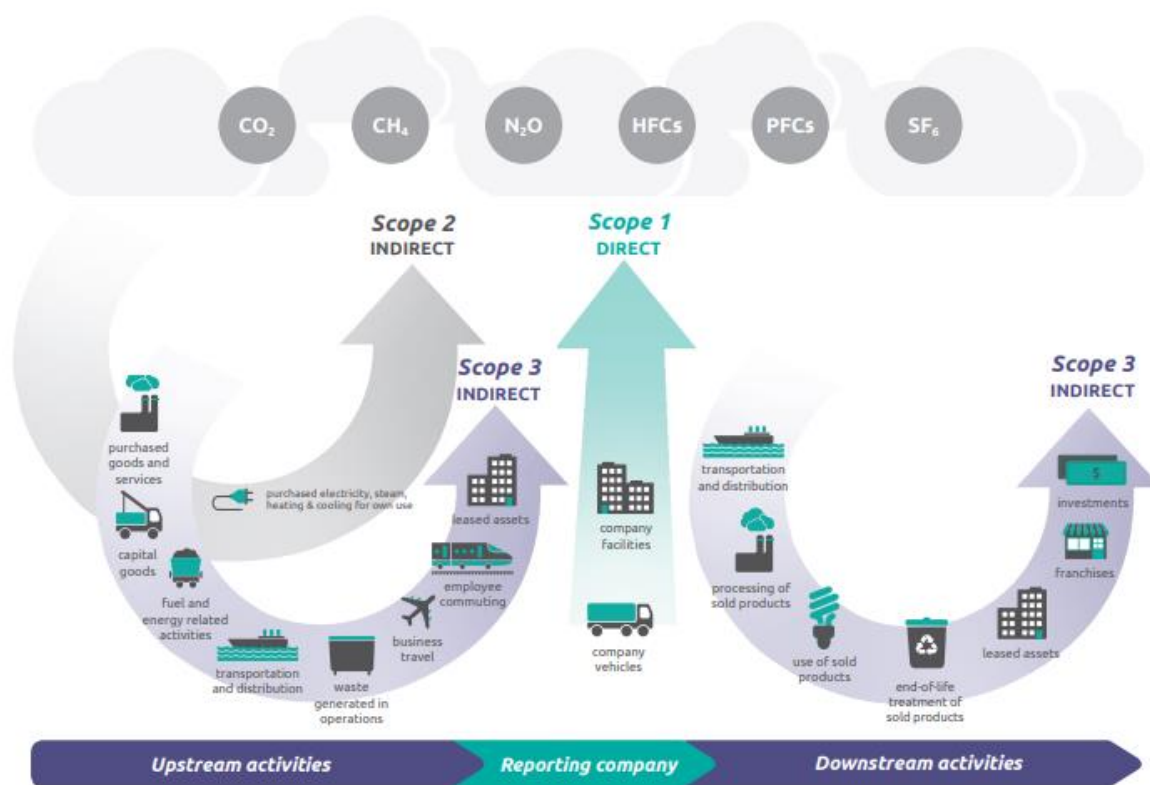 CO₂
CH₄
N₂O
HFCs
PFCs
SF₆
Scope 2
INDIRECT
Scope 1
DIRECT
Scope 3
INDIRECT
Scope 3
INDIRECT
purchased
goods and
services
capital
goods
fuel and
energy related
activities
purchased electricity, steam,
heating & cooling for own use
transportation
and distribution
waste
generated in
operations
business
travel
employee
commuting
leased assets
company
facilities
company
vehicles
transportation
and distribution
processing of
sold products
use of sold
products
end-of-life
treatment of
sold products
leased assets
franchises
$
investments
Upstream activities
Reporting company
Downstream activities